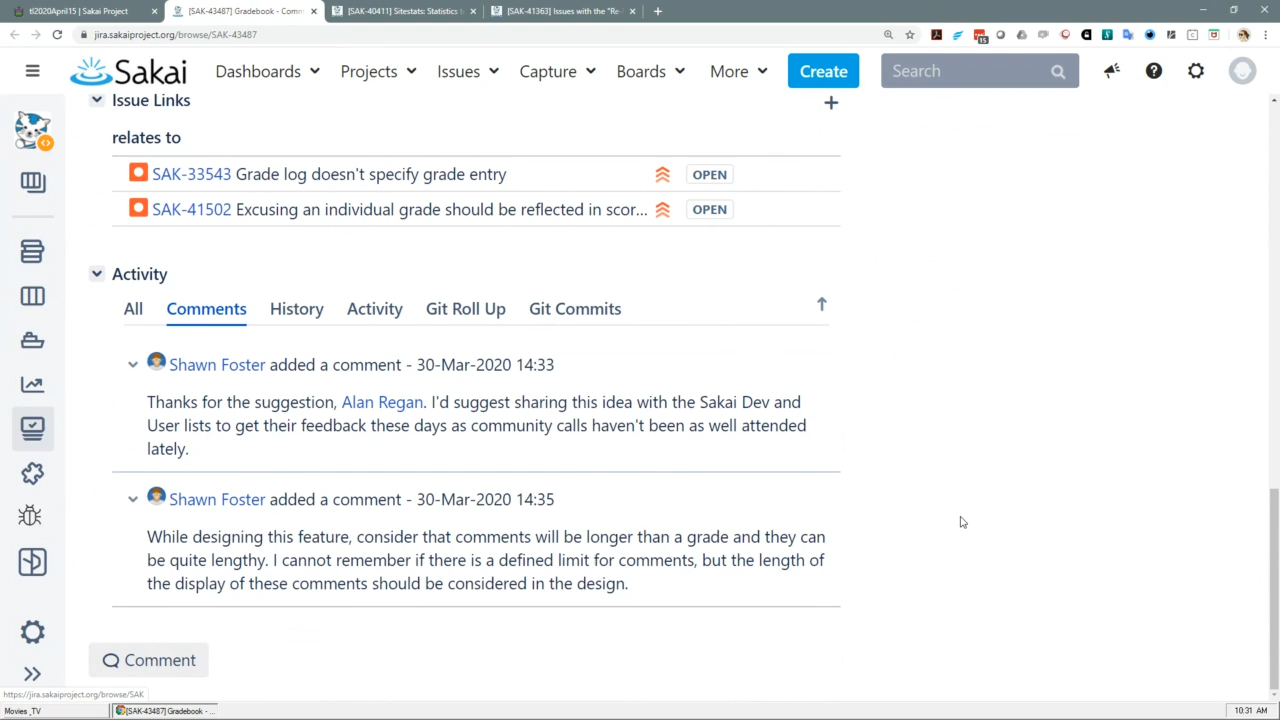 tl2020April15 | Sakai Project
[SAK-43487] Gradebook - Comm
[SAK-40411] Sitestats: Statistics t
[SAK-41363] Issues with the "Re-
jira.sakaiproject.org/browse/SAK-43487
15
Sakai
Dashboards
Projects
Issues
Capture
Boards
More
Create
Search
Issue Links
relates to
SAK-33543 Grade log doesn't specify grade entry
OPEN
SAK-41502 Excusing an individual grade should be reflected in scor...
OPEN
Activity
All
Comments
History
Activity
Git Roll Up
Git Commits
Shawn Foster added a comment - 30-Mar-2020 14:33
Thanks for the suggestion, Alan Regan. I'd suggest sharing this idea with the Sakai Dev and
User lists to get their feedback these days as community calls haven't been as well attended
lately.
Shawn Foster added a comment - 30-Mar-2020 14:35
While designing this feature, consider that comments will be longer than a grade and they can
be quite lengthy. I cannot remember if there is a defined limit for comments, but the length of
the display of these comments should be considered in the design.
Comment
https://jira.sakaiproject.org/browse/SAK
Movies_TV
[SAK-43487] Gradebook - ...
10:31 AM